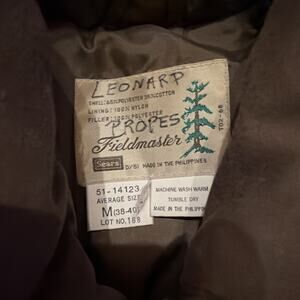 LEONARD
SHELL: 65% POLYESTER 35% COTTON
LINING: 100% NYLON
FILLER: 100% POLYESTER
PROPES
Fieldmaster
Sears
MADE IN THE PHILIPPINES
51-14123
AVERAGE SIZE
M (38-40)
LOT NO. 188
MACHINE WASH WARM
TUMBLE DRY
MADE IN THE PHILIPPINES